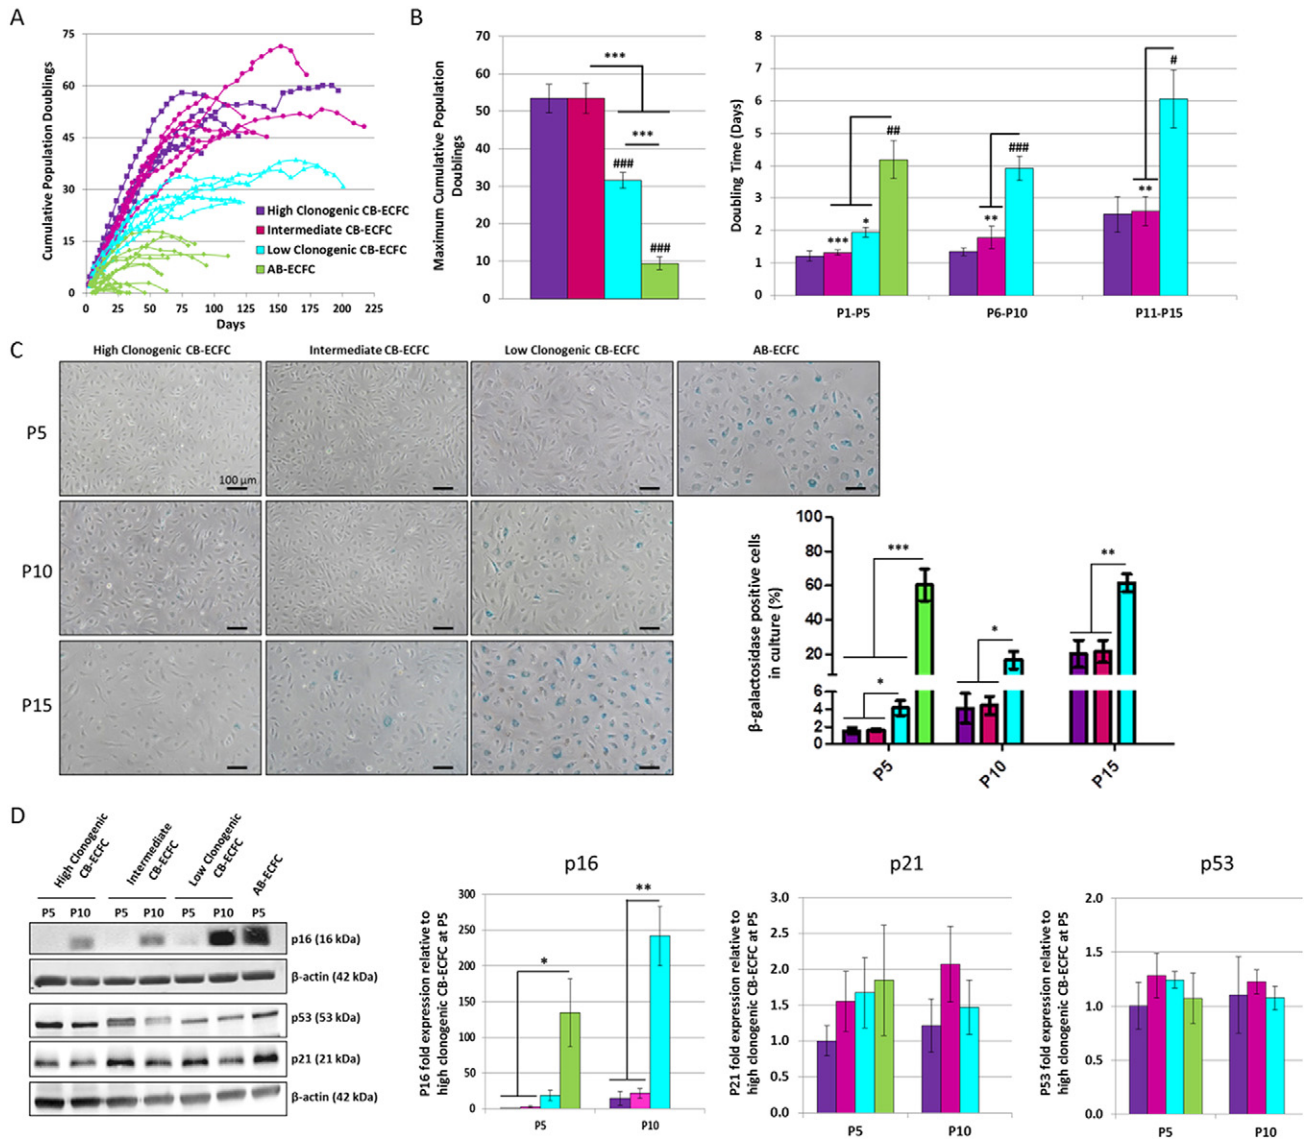 A
75
60
45
30
15
0
Cumulative Population Doublings
0 25 50 75 100 125 150 175 200 225
Days
High Clonogenic CB-ECFC
Intermediate CB-ECFC
Low Clonogenic CB-ECFC
AB-ECFC
B
70
60
50
40
30
20
10
0
Maximum Cumulative Population
Doublings
***
***
###
###
8
7
6
5
4
3
2
1
0
Doubling Time (Days)
***
*
##
**
###
**
#
P1-P5 P6-P10 P11-P15
C
High Clonogenic CB-ECFC Intermediate CB-ECFC Low Clonogenic CB-ECFC AB-ECFC
P5
100 µm
P10
P15
100
80
60
40
20
6
4
2
0
β-galactosidase positive cells
in culture (%)
***
*
*
**
P5 P10 P15
D
High Clonogenic
CB-ECFC
Intermediate
CB-ECFC
Low Clonogenic
CB-ECFC
AB-ECFC
P5 P10 P5 P10 P5 P10 P5
p16 (16 kDa)
β-actin (42 kDa)
p53 (53 kDa)
p21 (21 kDa)
β-actin (42 kDa)
p16
300
250
200
150
100
50
0
P16 fold expression relative to
high clonogenic CB-ECFC at P5
*
**
P5 P10
p21
3.0
2.5
2.0
1.5
1.0
0.5
0.0
P21 fold expression relative to
high clonogenic CB-ECFC at P5
P5 P10
p53
2.0
1.5
1.0
0.5
0.0
P53 fold expression relative to
high clonogenic CB-ECFC at P5
P5 P10